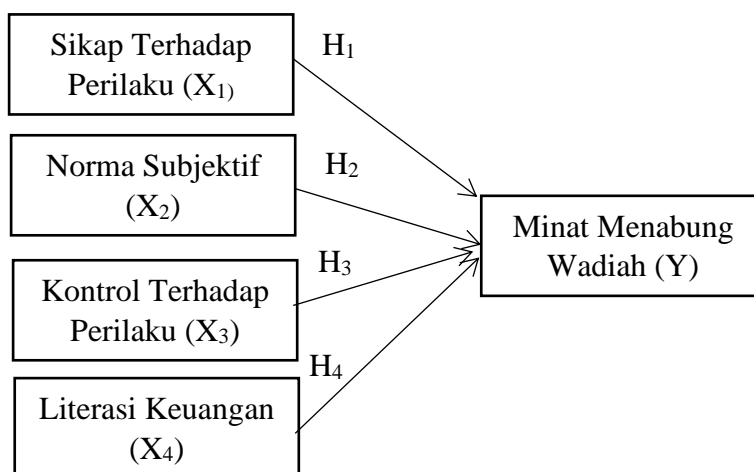 Sikap Terhadap
Perilaku (X₁₎
H₁
Norma Subjektif
(X₂)
H₂
Kontrol Terhadap
Perilaku (X₃)
H₃
Literasi Keuangan
(X₄)
H₄
Minat Menabung
Wadiah (Y)